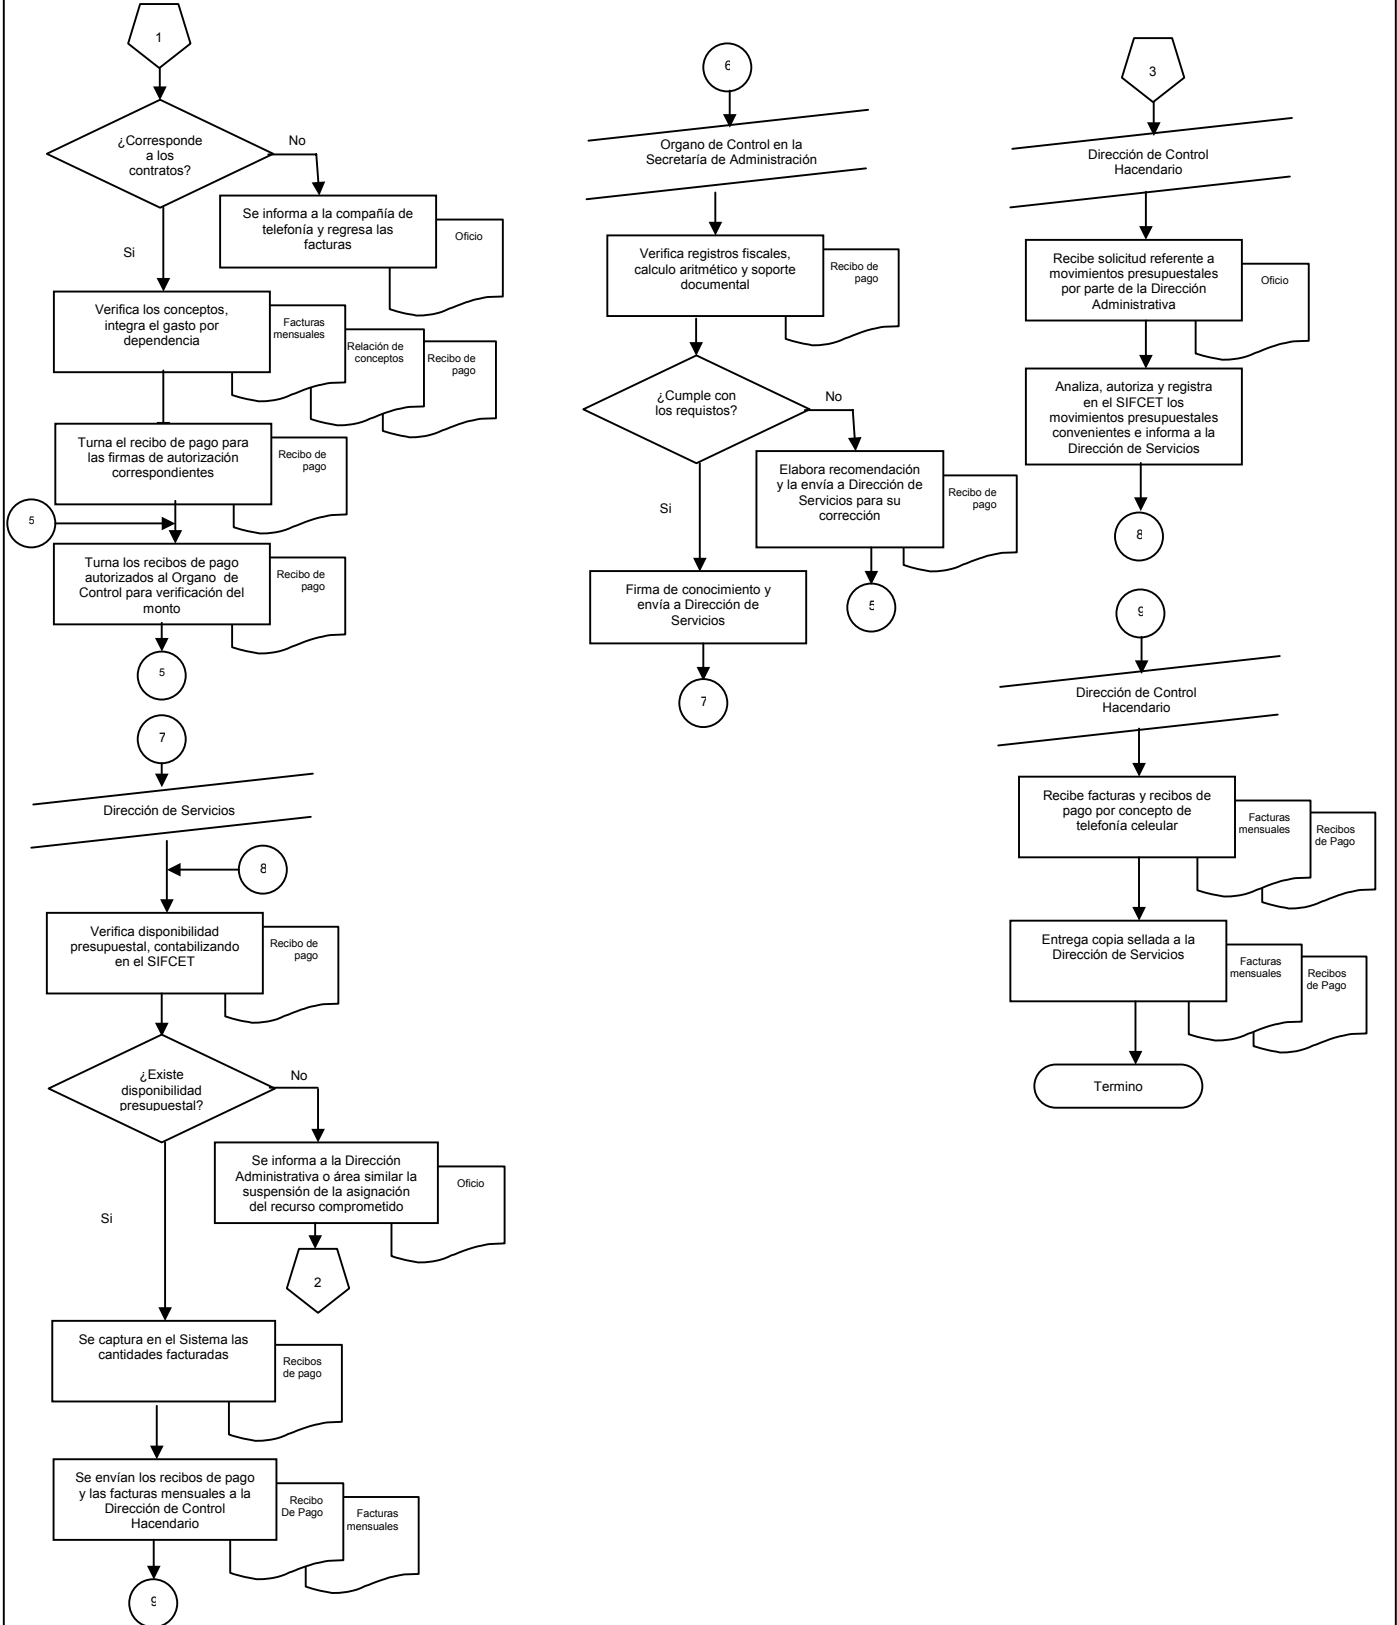 1
¿Corresponde
a los
contratos?
No
Se informa a la compañía de
telefonía y regresa las
facturas
Oficio
Si
Verifica los conceptos,
integra el gasto por
dependencia
Facturas
mensuales
Relación de
conceptos
Recibo de
pago
Turna el recibo de pago para
las firmas de autorización
correspondientes
Recibo de
pago
5
Turna los recibos de pago
autorizados al Organo de
Control para verificación del
monto
Recibo de
pago
5
7
Dirección de Servicios
8
Verifica disponibilidad
presupuestal, contabilizando
en el SIFCET
Recibo de
pago
¿Existe
disponibilidad
presupuestal?
No
Se informa a la Dirección
Administrativa o área similar la
suspensión de la asignación
del recurso comprometido
Oficio
2
Si
Se captura en el Sistema las
cantidades facturadas
Recibos
de pago
Se envían los recibos de pago
y las facturas mensuales a la
Dirección de Control
Hacendario
Recibo
De Pago
Facturas
mensuales
9
6
Organo de Control en la
Secretaría de Administración
Verifica registros fiscales,
calculo aritmético y soporte
documental
Recibo de
pago
¿Cumple con
los requistos?
No
Elabora recomendación
y la envía a Dirección de
Servicios para su
corrección
Recibo de
pago
5
Si
Firma de conocimiento y
envía a Dirección de
Servicios
7
3
Dirección de Control
Hacendario
Recibe solicitud referente a
movimientos presupuestales
por parte de la Dirección
Administrativa
Oficio
Analiza, autoriza y registra
en el SIFCET los
movimientos presupuestales
convenientes e informa a la
Dirección de Servicios
8
9
Dirección de Control
Hacendario
Recibe facturas y recibos de
pago por concepto de
telefonía celeular
Facturas
mensuales
Recibos
de Pago
Entrega copia sellada a la
Dirección de Servicios
Facturas
mensuales
Recibos
de Pago
Termino